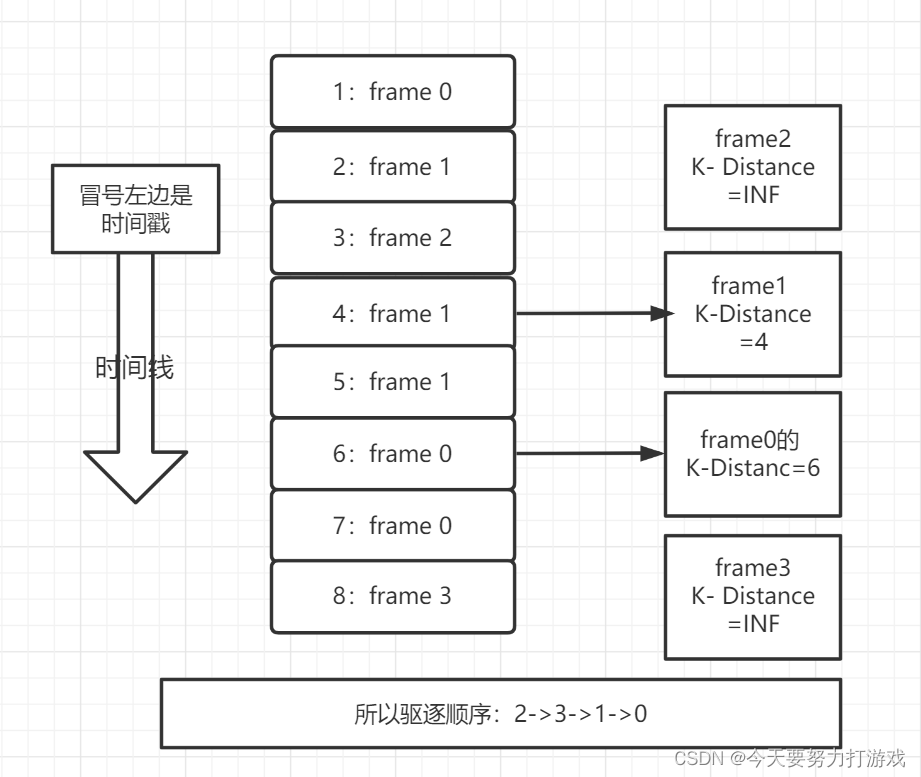 冒号左边是
时间戳
时间线
1：frame 0
2：frame 1
3：frame 2
4：frame 1
5：frame 1
6：frame 0
7：frame 0
8：frame 3
frame2
K- Distance
=INF
frame1
K-Distance
=4
frame0的
K-Distanc=6
frame3
K- Distance
=INF
所以驱逐顺序：2->3->1->0
CSDN @今天要努力打游戏